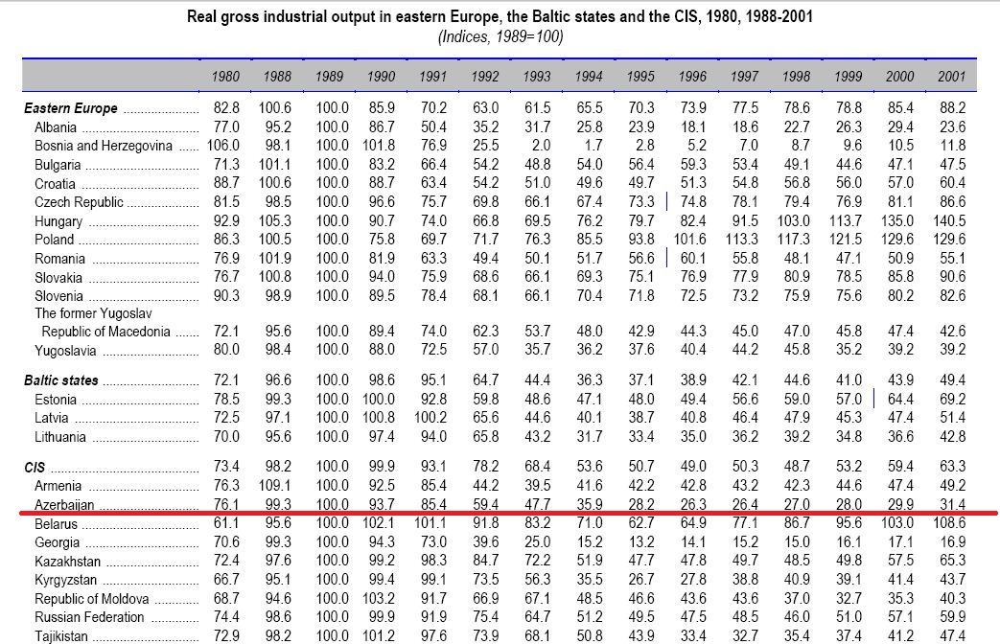 Real gross industrial output in eastern Europe, the Baltic states and the CIS, 1980, 1988-2001
(Indices, 1989=100)
1980 1988 1989 1990 1991 1992 1993 1994 1995 1996 1997 1998 1999 2000 2001
Eastern Europe ........................ 82.8 100.6 100.0 85.9 70.2 63.0 61.5 65.5 70.3 73.9 77.5 78.6 78.8 85.4 88.2
Albania .................................... 77.0 95.2 100.0 86.7 50.4 35.2 31.7 25.8 23.9 18.1 18.6 22.7 26.3 29.4 23.6
Bosnia and Herzegovina ...... 106.0 98.1 100.0 101.8 76.9 25.5 2.0 1.7 2.8 5.2 7.0 8.7 9.6 10.5 11.8
Bulgaria ................................... 71.3 101.1 100.0 83.2 66.4 54.2 48.8 54.0 56.4 59.3 53.4 49.1 44.6 47.1 47.5
Croatia ..................................... 88.7 100.6 100.0 88.7 63.4 54.2 51.0 49.6 49.7 51.3 54.8 56.8 56.0 57.0 60.4
Czech Republic ...................... 81.5 98.5 100.0 96.6 75.7 69.8 66.1 67.4 73.3 74.8 78.1 79.4 76.9 81.1 86.6
Hungary ................................... 92.9 105.3 100.0 90.7 74.0 66.8 69.5 76.2 79.7 82.4 91.5 103.0 113.7 135.0 140.5
Poland ...................................... 86.3 100.5 100.0 75.8 69.7 71.7 76.3 85.5 93.8 101.6 113.3 117.3 121.5 129.6 129.6
Romania .................................. 76.9 101.9 100.0 81.9 63.3 49.4 50.1 51.7 56.6 60.1 55.8 48.1 47.1 50.9 55.1
Slovakia ................................... 76.7 100.8 100.0 94.0 75.9 68.6 66.1 69.3 75.1 76.9 77.9 80.9 78.5 85.8 90.6
Slovenia ................................... 90.3 98.9 100.0 89.5 78.4 68.1 66.1 70.4 71.8 72.5 73.2 75.9 75.6 80.2 82.6
The former Yugoslav
Republic of Macedonia ....... 72.1 95.6 100.0 89.4 74.0 62.3 53.7 48.0 42.9 44.3 45.0 47.0 45.8 47.4 42.6
Yugoslavia ............................... 80.0 98.4 100.0 88.0 72.5 57.0 35.7 36.2 37.6 40.4 44.2 45.8 35.2 39.2 39.2
Baltic states ............................. 72.1 96.6 100.0 98.6 95.1 64.7 44.4 36.3 37.1 38.9 42.1 44.6 41.0 43.9 49.4
Estonia ..................................... 78.5 99.3 100.0 100.0 92.8 59.8 48.6 47.1 48.0 49.4 56.6 59.0 57.0 64.4 69.2
Latvia ........................................ 72.5 97.1 100.0 100.8 100.2 65.6 44.6 40.1 38.7 40.8 46.4 47.9 45.3 47.4 51.4
Lithuania .................................. 70.0 95.6 100.0 97.4 94.0 65.8 43.2 31.7 33.4 35.0 36.2 39.2 34.8 36.6 42.8
CIS ............................................. 73.4 98.2 100.0 99.9 93.1 78.2 68.4 53.6 50.7 49.0 50.3 48.7 53.2 59.4 63.3
Armenia ................................... 76.3 109.1 100.0 92.5 85.4 44.2 39.5 41.6 42.2 42.8 43.2 42.3 44.6 47.4 49.2
Azerbaijan ............................... 76.1 99.3 100.0 93.7 85.4 59.4 47.7 35.9 28.2 26.3 26.4 27.0 28.0 29.9 31.4
Belarus ..................................... 61.1 95.6 100.0 102.1 101.1 91.8 83.2 71.0 62.7 64.9 77.1 86.7 95.6 103.0 108.6
Georgia .................................... 70.6 99.3 100.0 94.3 73.0 39.6 25.0 15.2 13.2 14.1 15.2 15.0 16.1 17.1 16.9
Kazakhstan .............................. 72.4 97.6 100.0 99.2 98.3 84.7 72.2 51.9 47.7 47.8 49.7 48.5 49.8 57.5 65.3
Kyrgyzstan ............................... 66.7 95.1 100.0 99.4 99.1 73.5 56.3 35.5 26.7 27.8 38.8 40.9 39.1 41.4 43.7
Republic of Moldova ............. 68.7 94.6 100.0 103.2 91.7 66.9 67.1 48.5 46.6 43.6 43.6 37.0 32.7 35.3 40.3
Russian Federation ............... 74.4 98.6 100.0 99.9 91.9 75.4 64.7 51.2 49.5 47.5 48.5 46.0 51.0 57.1 59.9
Tajikistan .................................. 72.9 98.2 100.0 101.2 97.6 73.9 68.1 50.8 43.9 33.4 32.7 35.4 37.4 41.2 47.4